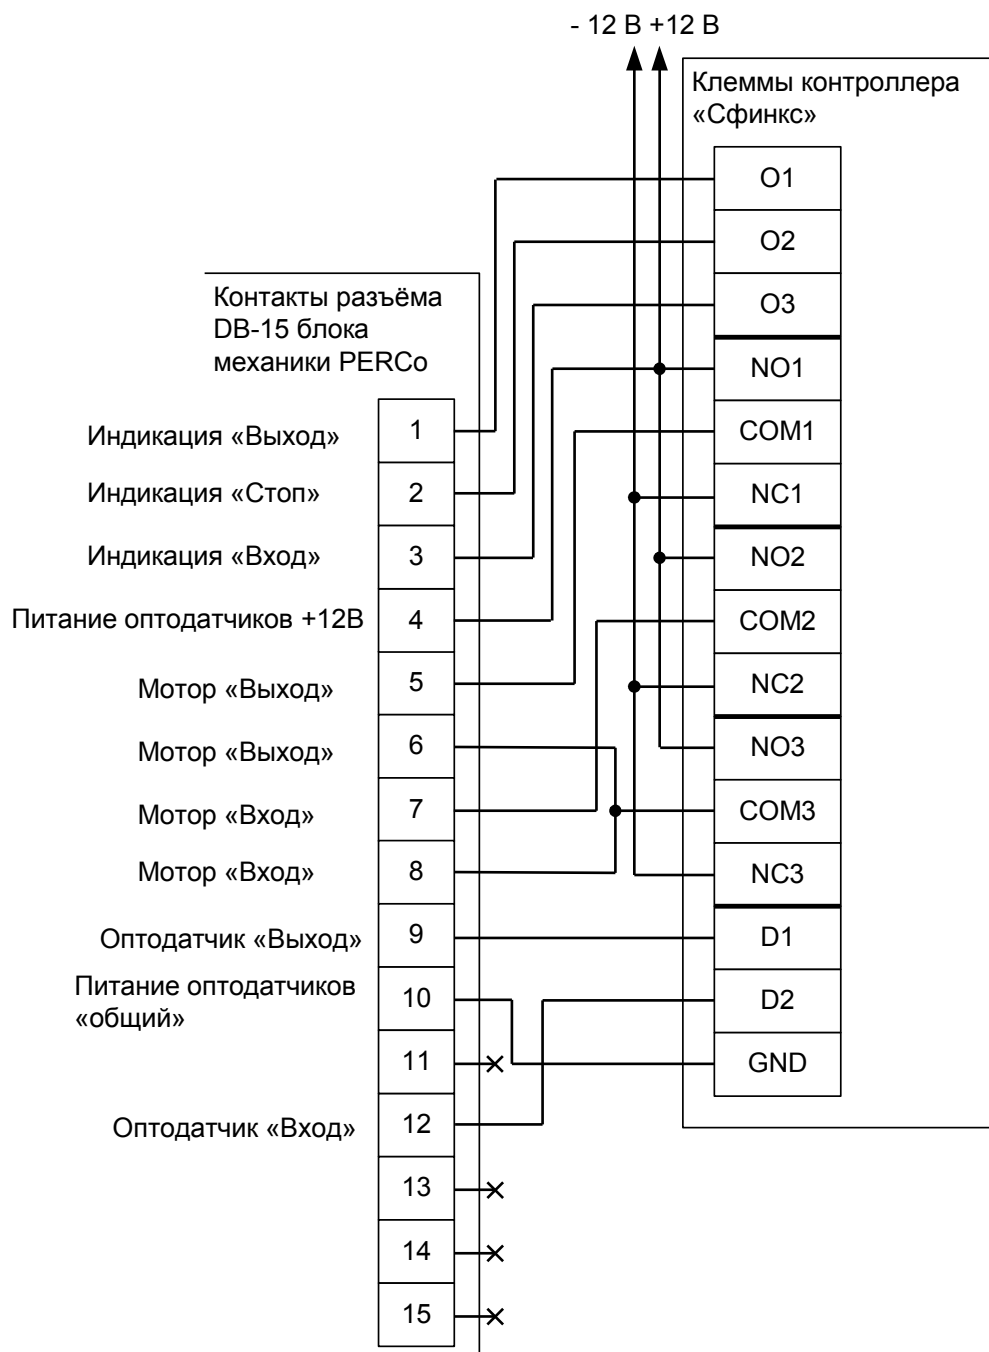 - 12 В +12 В
Клеммы контроллера
«Сфинкс»
O1
O2
O3
NO1
COM1
NC1
NO2
COM2
NC2
NO3
COM3
NC3
D1
D2
GND
Контакты разъёма
DB-15 блока
механики PERCo
Индикация «Выход» 1
Индикация «Стоп» 2
Индикация «Вход» 3
Питание оптодатчиков +12В 4
Мотор «Выход» 5
Мотор «Выход» 6
Мотор «Вход» 7
Мотор «Вход» 8
Оптодатчик «Выход» 9
Питание оптодатчиков
«общий»
10
11
Оптодатчик «Вход» 12
13
14
15